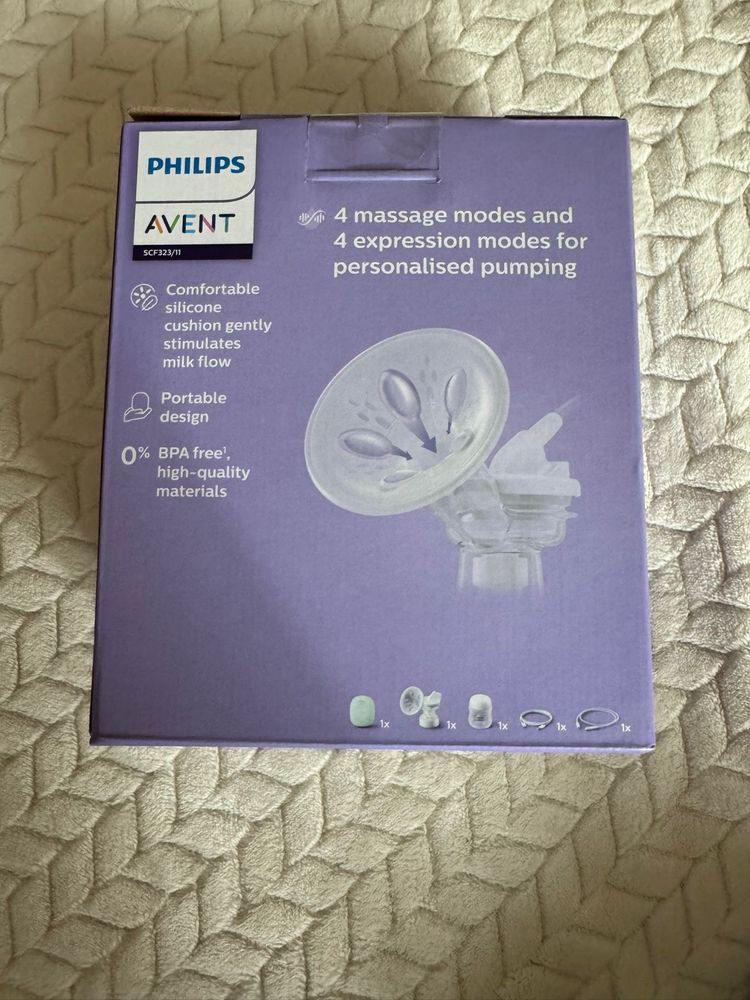 PHILIPS
AVENT
SCF323/11
4 massage modes and
4 expression modes for
personalised pumping
Comfortable
silicone
cushion gently
stimulates
milk flow
Portable
design
0% BPA free¹,
high-quality
materials
1x
1x
1x
1x
1x